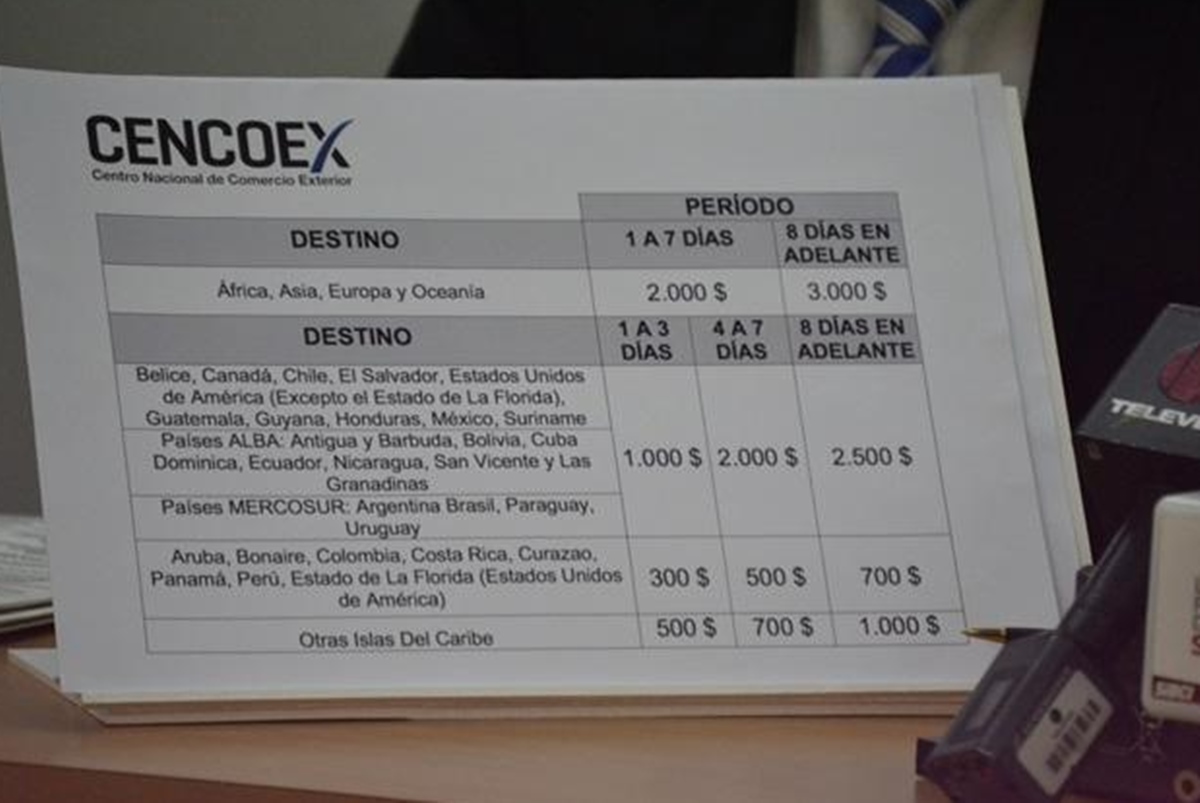 CENCOEX
Centro Nacional de Comercio Exterior
PERÍODO
DESTINO
1 A 7 DÍAS
8 DÍAS EN
ADELANTE
África, Asia, Europa y Oceanía
2.000 $
3.000 $
DESTINO
1 A 3
DÍAS
4 A 7
DÍAS
8 DÍAS EN
ADELANTE
Belice, Canadá, Chile, El Salvador, Estados Unidos
de América (Excepto el Estado de La Florida),
Guatemala, Guyana, Honduras, México, Suriname
Países ALBA: Antigua y Barbuda, Bolivia, Cuba
Dominica, Ecuador, Nicaragua, San Vicente y Las
Granadinas
Países MERCOSUR: Argentina Brasil, Paraguay,
Uruguay
1.000 $
2.000 $
2.500 $
Aruba, Bonaire, Colombia, Costa Rica, Curazao,
Panamá, Perú, Estado de La Florida (Estados Unidos
de América)
300 $
500 $
700 $
Otras Islas Del Caribe
500 $
700 $
1.000 $
TELEV